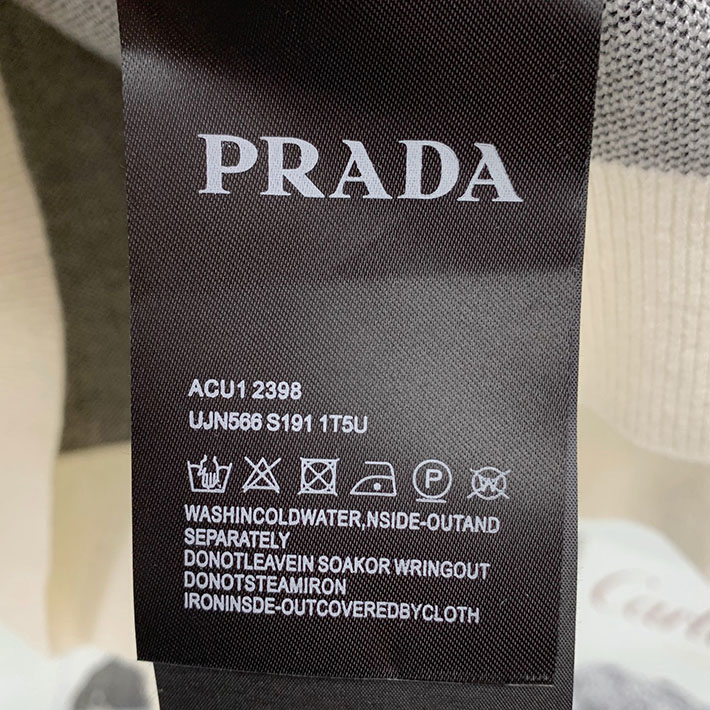 PRADA
ACU1 2398
UJN566 S191 1T5U
P
W
WASHINCOLDWATER,NSIDE-OUTAND
SEPARATELY
DONOTLEAVEIN SOAKOR WRINGOUT
DONOTSTEAMIRON
IRONINSDE-OUTCOVEREDBYCLOTH